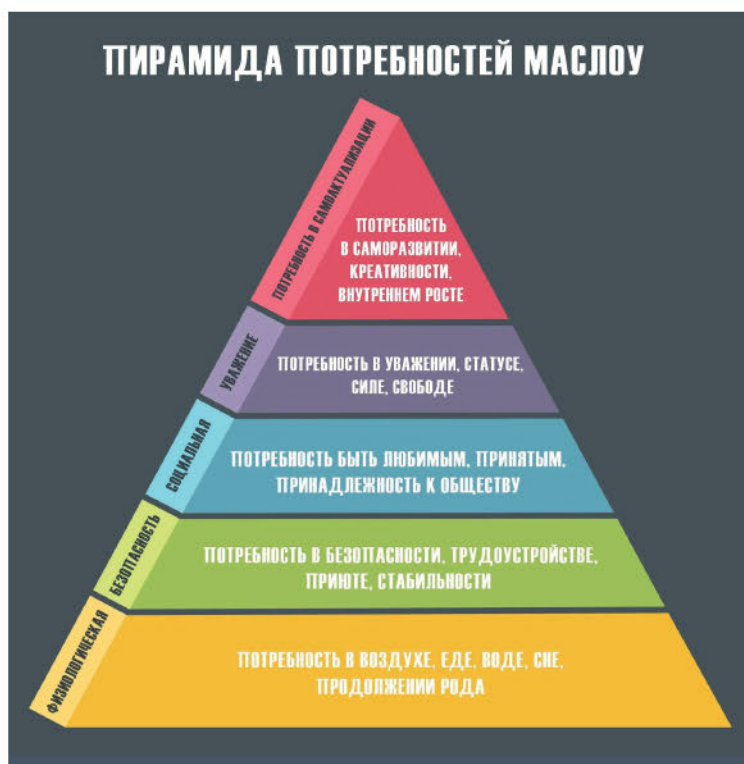 ПИРАМИДА ПОТРЕБНОСТЕЙ МАСЛОУ
ПОТРЕБНОСТЬ В САМОАКТУАЛИЗАЦИИ
ПОТРЕБНОСТЬ
В САМОРАЗВИТИИ,
КРЕАТИВНОСТИ,
ВНУТРЕННЕМ РОСТЕ
УВАЖЕНИЕ
ПОТРЕБНОСТЬ В УВАЖЕНИИ, СТАТУСЕ,
СИЛЕ, СВОБОДЕ
СОЦИАЛЬНАЯ
ПОТРЕБНОСТЬ БЫТЬ ЛЮБИМЫМ, ПРИНЯТЫМ,
ПРИНАДЛЕЖНОСТЬ К ОБЩЕСТВУ
БЕЗОПАСНОСТЬ
ПОТРЕБНОСТЬ В БЕЗОПАСНОСТИ, ТРУДОУСТРОЙСТВЕ,
ПРИЮТЕ, СТАБИЛЬНОСТИ
ФИЗИОЛОГИЧЕСКАЯ
ПОТРЕБНОСТЬ В ВОЗДУХЕ, ЕДЕ, ВОДЕ, СНЕ,
ПРОДОЛЖЕНИИ РОДА